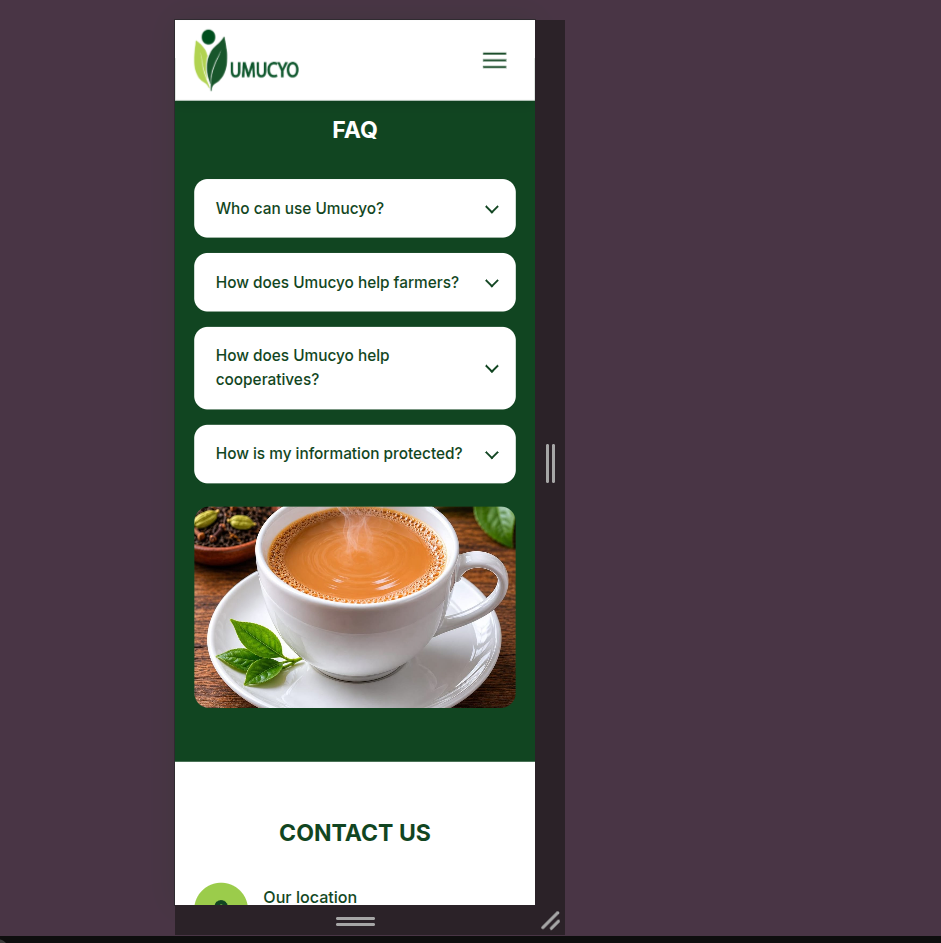 UMUCYO
FAQ
Who can use Umucyo?
How does Umucyo help farmers?
How does Umucyo help
cooperatives?
How is my information protected?
CONTACT US
Our location